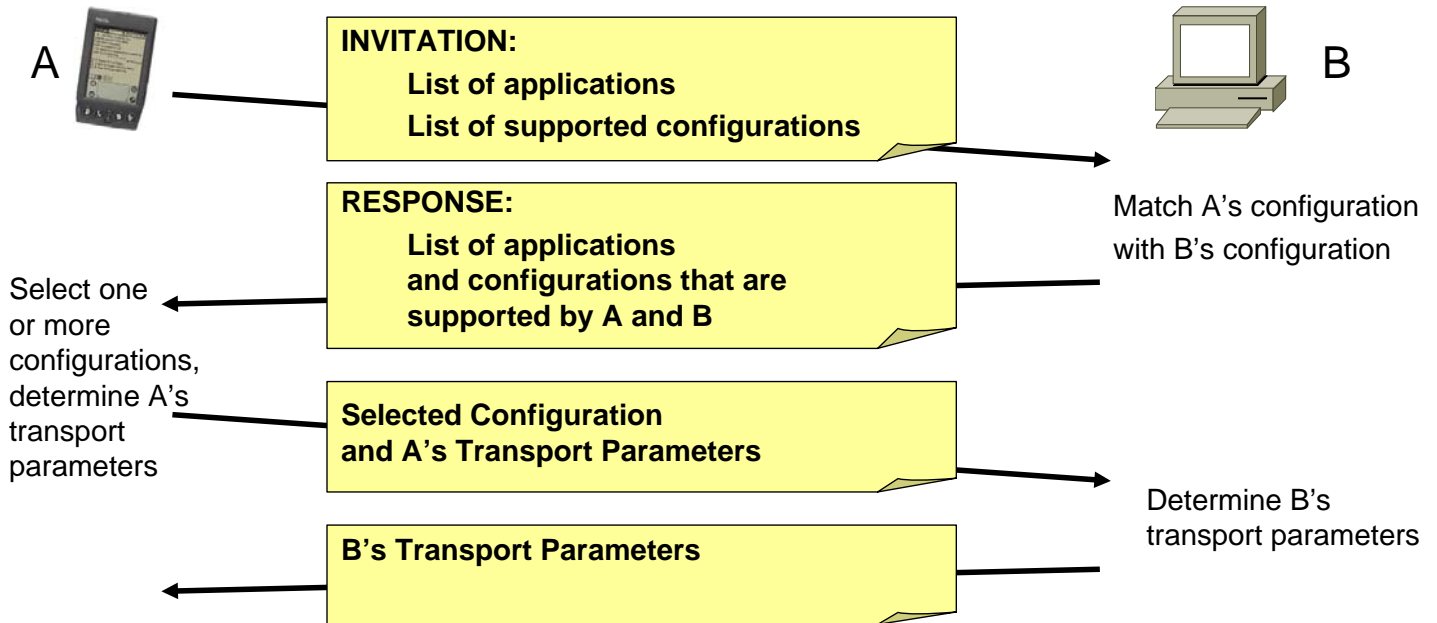 A
INVITATION:
List of applications
List of supported configurations
B
RESPONSE:
List of applications
and configurations that are
supported by A and B
Match A’s configuration
with B’s configuration
Select one
or more
configurations,
determine A’s
transport
parameters
Selected Configuration
and A’s Transport Parameters
Determine B’s
transport parameters
B’s Transport Parameters